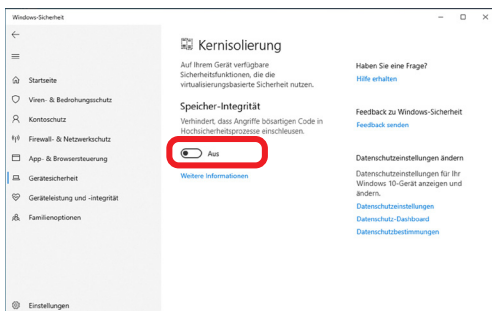 Windows-Sicherheit
Startseite
Viren- & Bedrohungsschutz
Kontoschutz
Firewall- & Netzwerkschutz
App- & Browsersteuerung
Gerätesicherheit
Geräteleistung und -integrität
Familienoptionen
Einstellungen
Kernisolierung
Auf Ihrem Gerät verfügbare
Sicherheitsfunktionen, die die
virtualisierungsbasierte Sicherheit nutzen.
Speicher-Integrität
Verhindert, dass Angriffe bösartigen Code in
Hochsicherheitsprozesse einschleusen.
Aus
Weitere Informationen
Haben Sie eine Frage?
Hilfe erhalten
Feedback zu Windows-Sicherheit
Feedback senden
Datenschutzeinstellungen ändern
Datenschutzeinstellungen für Ihr
Windows 10-Gerät anzeigen und
ändern.
Datenschutzeinstellungen
Datenschutz-Dashboard
Datenschutzbestimmungen